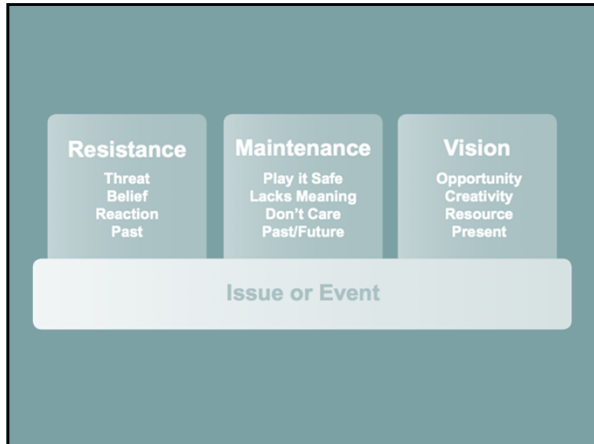 Resistance
Threat
Belief
Reaction
Past
Maintenance
Play it Safe
Lacks Meaning
Don't Care
Past/Future
Vision
Opportunity
Creativity
Resource
Present
Issue or Event